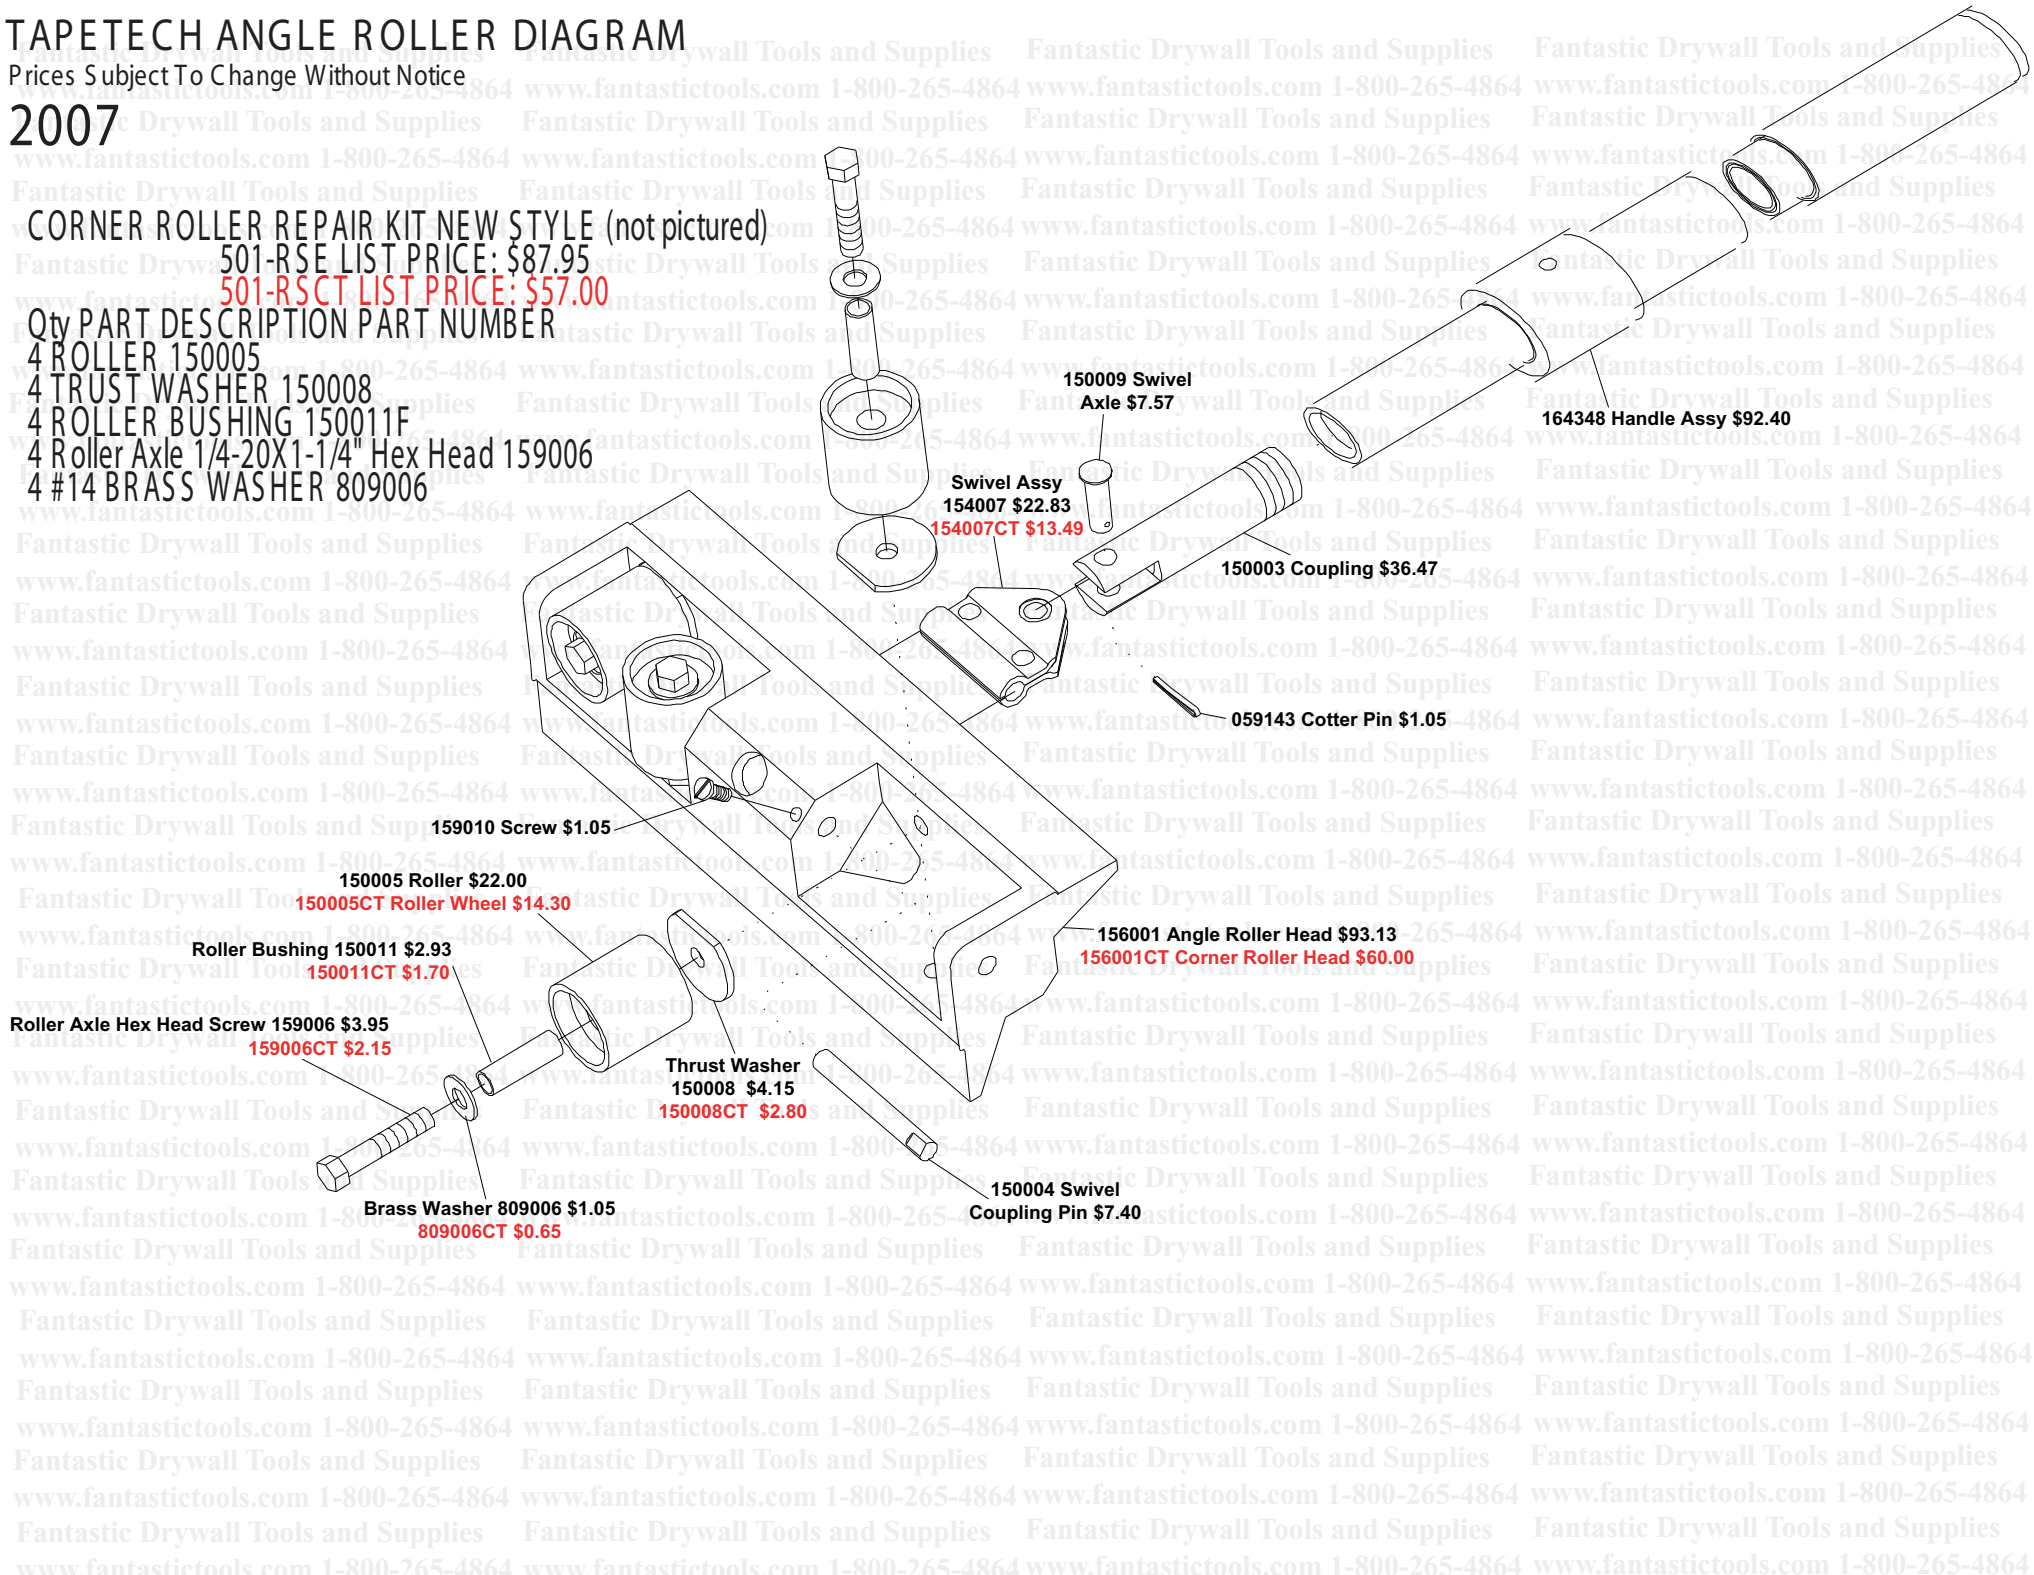 TAPETECH ANGLE ROLLER DIAGRAM
Prices Subject To Change Without Notice
2007
CORNER ROLLER REPAIR KIT NEW STYLE (not pictured)
501-RSE LIST PRICE: $87.95
501-RSCT LIST PRICE: $57.00
Qty PART DESCRIPTION PART NUMBER
4 ROLLER 150005
4 TRUST WASHER 150008
4 ROLLER BUSHING 150011F
4 Roller Axle 1/4-20X1-1/4" Hex Head 159006
4 #14 BRASS WASHER 809006
150009 Swivel
Axle $7.57
164348 Handle Assy $92.40
Swivel Assy
154007 $22.83
154007CT $13.49
150003 Coupling $36.47
059143 Cotter Pin $1.05
159010 Screw $1.05
150005 Roller $22.00
150005CT Roller Wheel $14.30
Roller Bushing 150011 $2.93
150011CT $1.70
156001 Angle Roller Head $93.13
156001CT Corner Roller Head $60.00
Roller Axle Hex Head Screw 159006 $3.95
159006CT $2.15
Thrust Washer
150008 $4.15
150008CT $2.80
Brass Washer 809006 $1.05
809006CT $0.65
150004 Swivel
Coupling Pin $7.40
Fantastic Drywall Tools and Supplies
www.fantastictools.com 1-800-265-4864